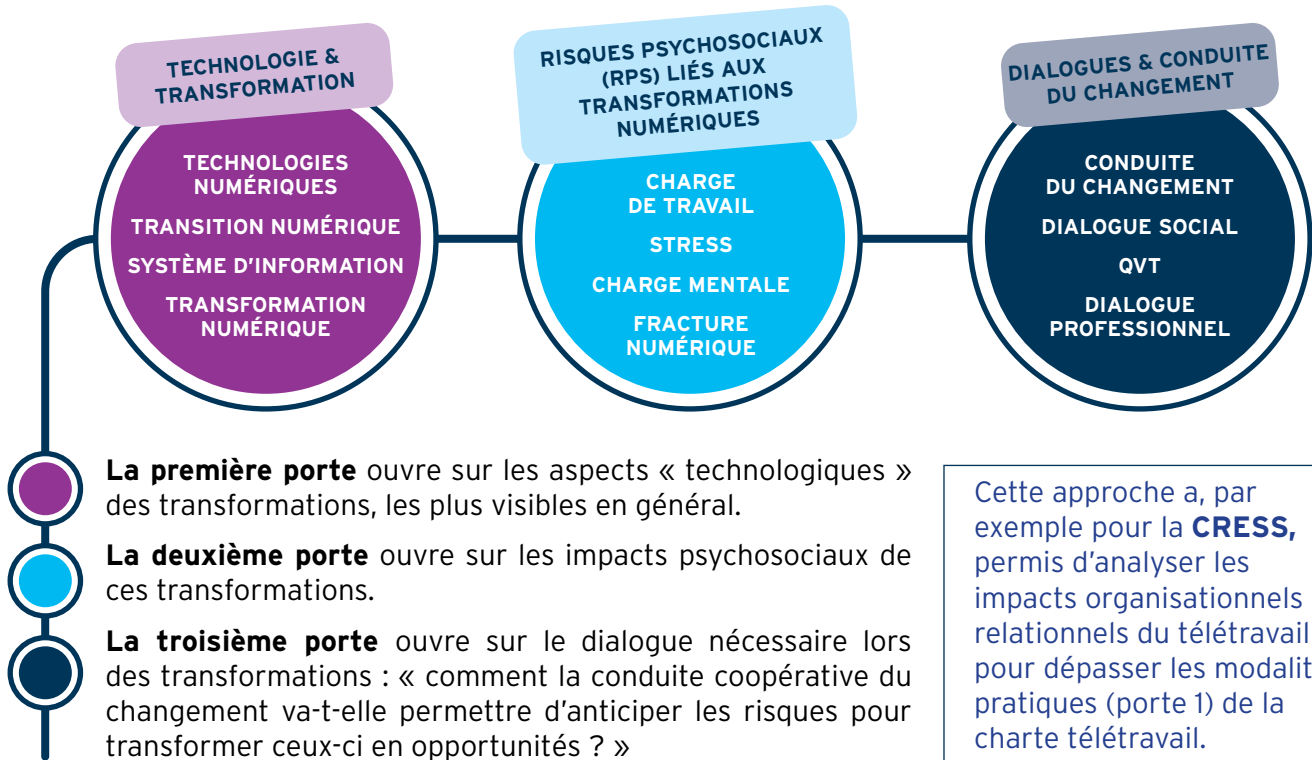 TECHNOLOGIE &
TRANSFORMATION
TECHNOLOGIES
NUMÉRIQUES
TRANSITION NUMÉRIQUE
SYSTÈME D'INFORMATION
TRANSFORMATION
NUMÉRIQUE
RISQUES PSYCHOSOCIAUX
(RPS) LIÉS AUX
TRANSFORMATIONS
NUMÉRIQUES
CHARGE
DE TRAVAIL
STRESS
CHARGE MENTALE
FRACTURE
NUMÉRIQUE
DIALOGUES & CONDUITE
DU CHANGEMENT
CONDUITE
DU CHANGEMENT
DIALOGUE SOCIAL
QVT
DIALOGUE
PROFESSIONNEL
La première porte ouvre sur les aspects « technologiques »
des transformations, les plus visibles en général.
La deuxième porte ouvre sur les impacts psychosociaux de
ces transformations.
La troisième porte ouvre sur le dialogue nécessaire lors
des transformations : « comment la conduite coopérative du
changement va-t-elle permettre d'anticiper les risques pour
transformer ceux-ci en opportunités ? »
Cette approche a, par
exemple pour la CRESS,
permis d'analyser les
impacts organisationnels
relationnels du télétravail
pour dépasser les modalit
pratiques (porte 1) de la
charte télétravail.